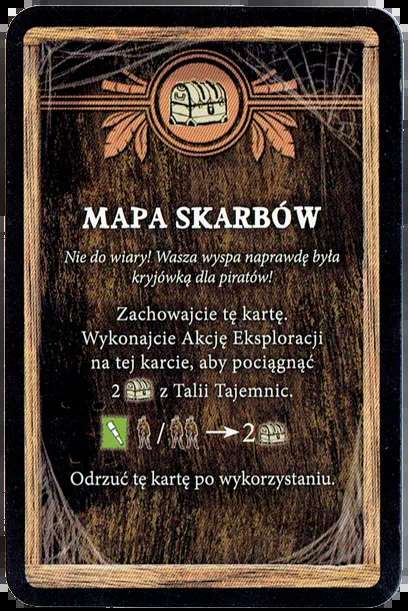 MAPA SKARBÓW
Nie do wiary! Wasza wyspa naprawdę była
kryjówką dla piratów!
Zachowajcie tę kartę.
Wykonajcie Akcję Eksploracji
na tej karcie, aby pociągnąć
2 z Talii Tajemnic.
/ → 2
Odrzuć tę kartę po wykorzystaniu.